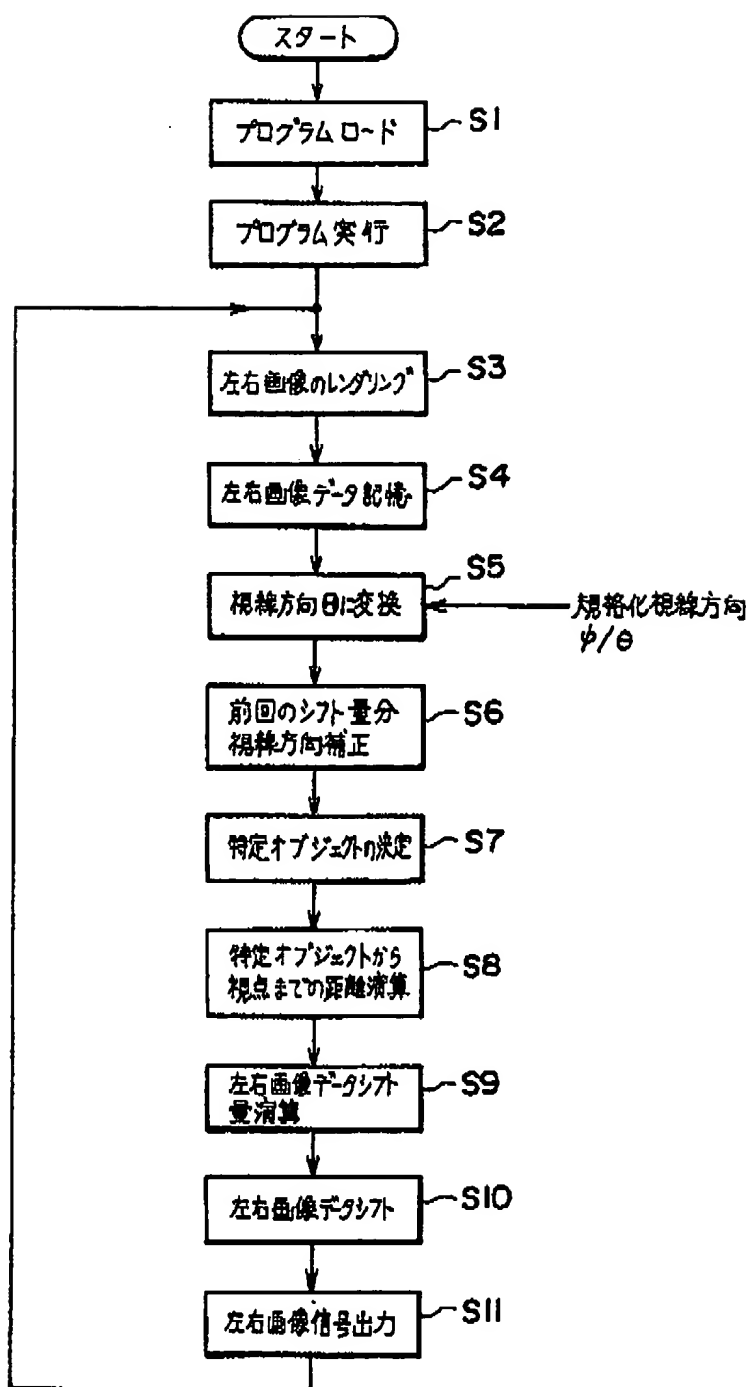 スタート
プログラムロード
S1
プログラム実行
S2
左右画像のレンダリング
S3
左右画像データ記憶
S4
視線方向θに変換
S5
規格化視線方向
φ/θ
前回のシフト量分
視線方向補正
S6
特定オブジェクトの決定
S7
特定オブジェクトから
視点までの距離演算
S8
左右画像データシフト
量演算
S9
左右画像データシフト
S10
左右画像信号出力
S11